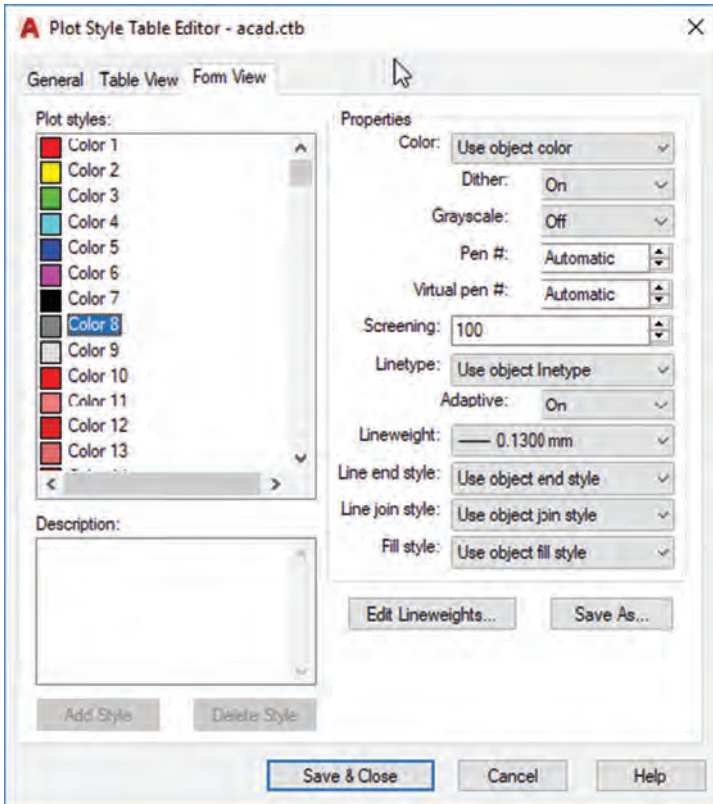 Plot Style Table Editor - acad.ctb
General Table View Form View
Plot styles:
Color 1
Color 2
Color 3
Color 4
Color 5
Color 6
Color 7
Color 8
Color 9
Color 10
Color 11
Color 12
Color 13
Description:
Add Style Delete Style
Properties
Color: Use object color
Dither: On
Grayscale: Off
Pen #: Automatic
Virtual pen #: Automatic
Screening: 100
Linetype: Use object linetype
Adaptive: On
Lineweight: 0.1300 mm
Line end style: Use object end style
Line join style: Use object join style
Fill style: Use object fill style
Edit Lineweights... Save As...
Save & Close Cancel Help